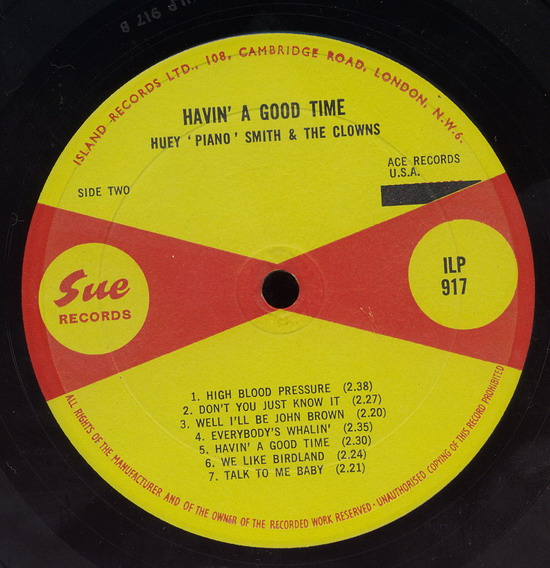 ISLAND RECORDS LTD., 108, CAMBRIDGE ROAD, LONDON, N.W.6.
HAVIN' A GOOD TIME
HUEY 'PIANO' SMITH & THE CLOWNS
ACE RECORDS
U.S.A.
SIDE TWO
Sue
RECORDS
ILP
917
1. HIGH BLOOD PRESSURE (2.38)
2. DON'T YOU JUST KNOW IT (2.27)
3. WELL I'LL BE JOHN BROWN (2.20)
4. EVERYBODY'S WHALIN' (2.35)
5. HAVIN' A GOOD TIME (2.30)
6. WE LIKE BIRDLAND (2.24)
7. TALK TO ME BABY (2.21)
ALL RIGHTS OF THE MANUFACTURER AND OF THE OWNER OF THE RECORDED WORK RESERVED · UNAUTHORISED COPYING OF THIS RECORD PROHIBITED